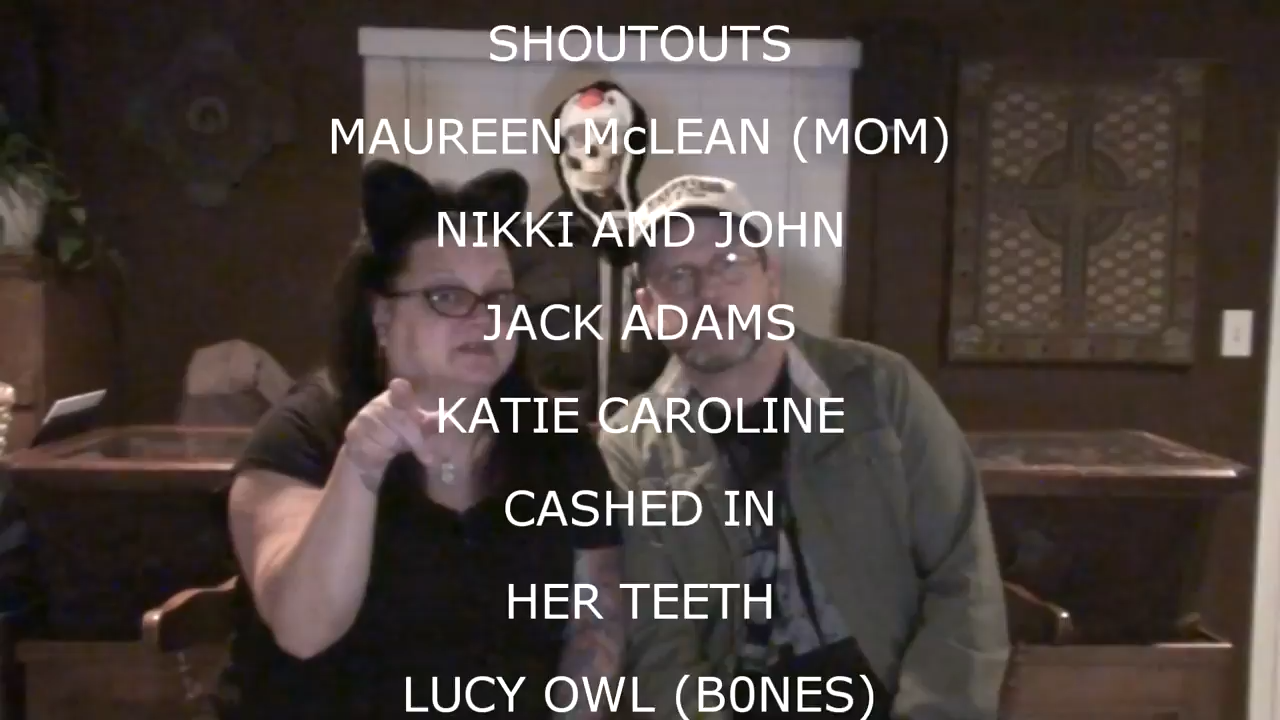 SHOUTOUTS
MAUREEN McLEAN (MOM)
NIKKI AND JOHN
JACK ADAMS
KATIE CAROLINE
CASHED IN
HER TEETH
LUCY OWL (B0NES)